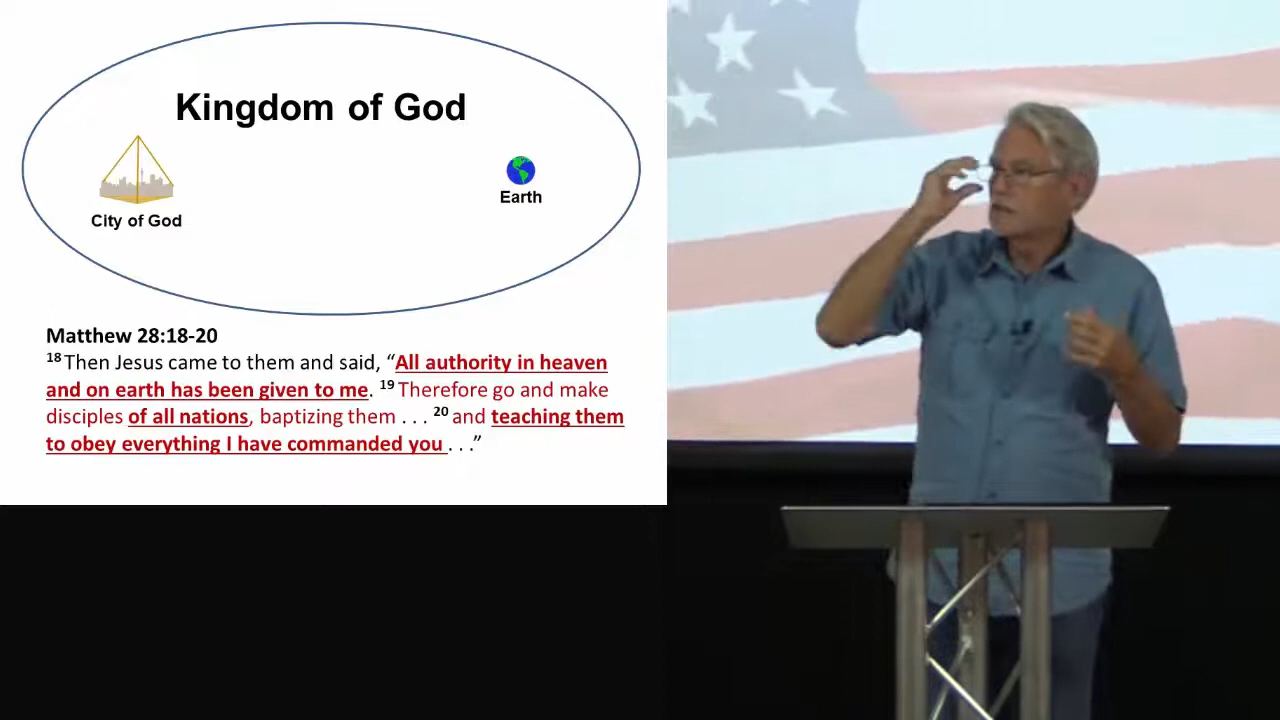 Kingdom of God
City of God
Earth
Matthew 28:18-20
18 Then Jesus came to them and said, “All authority in heaven
and on earth has been given to me. 19 Therefore go and make
disciples of all nations, baptizing them . . . 20 and teaching them
to obey everything I have commanded you . . .”